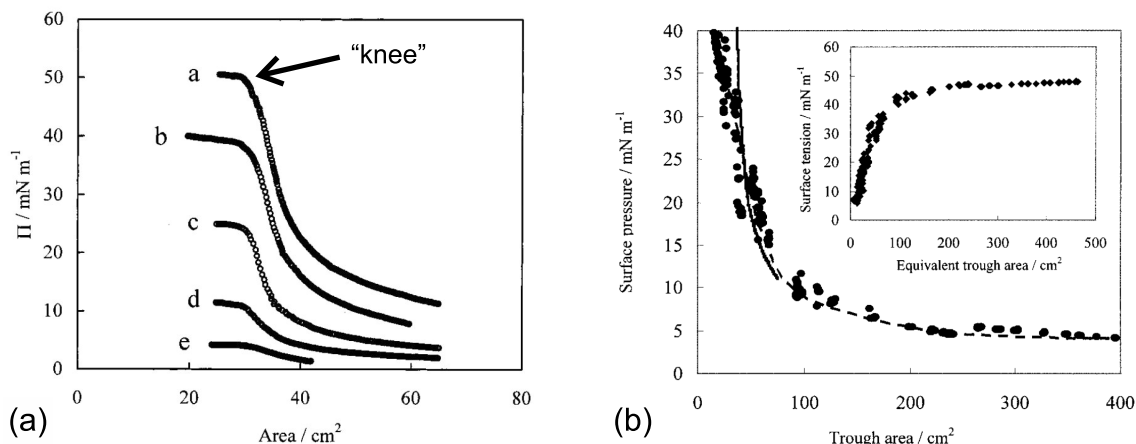 60
50
40
30
20
10
0
Π / mN m⁻¹
a
b
c
d
e
"knee"
0
20
40
60
80
Area / cm²
(a)
40
35
30
25
20
15
10
5
0
Surface pressure / mN m⁻¹
0
100
200
300
400
Trough area / cm²
60
50
40
30
20
10
0
Surface tension / mN m⁻¹
0
100
200
300
400
500
Equivalent trough area / cm²
(b)